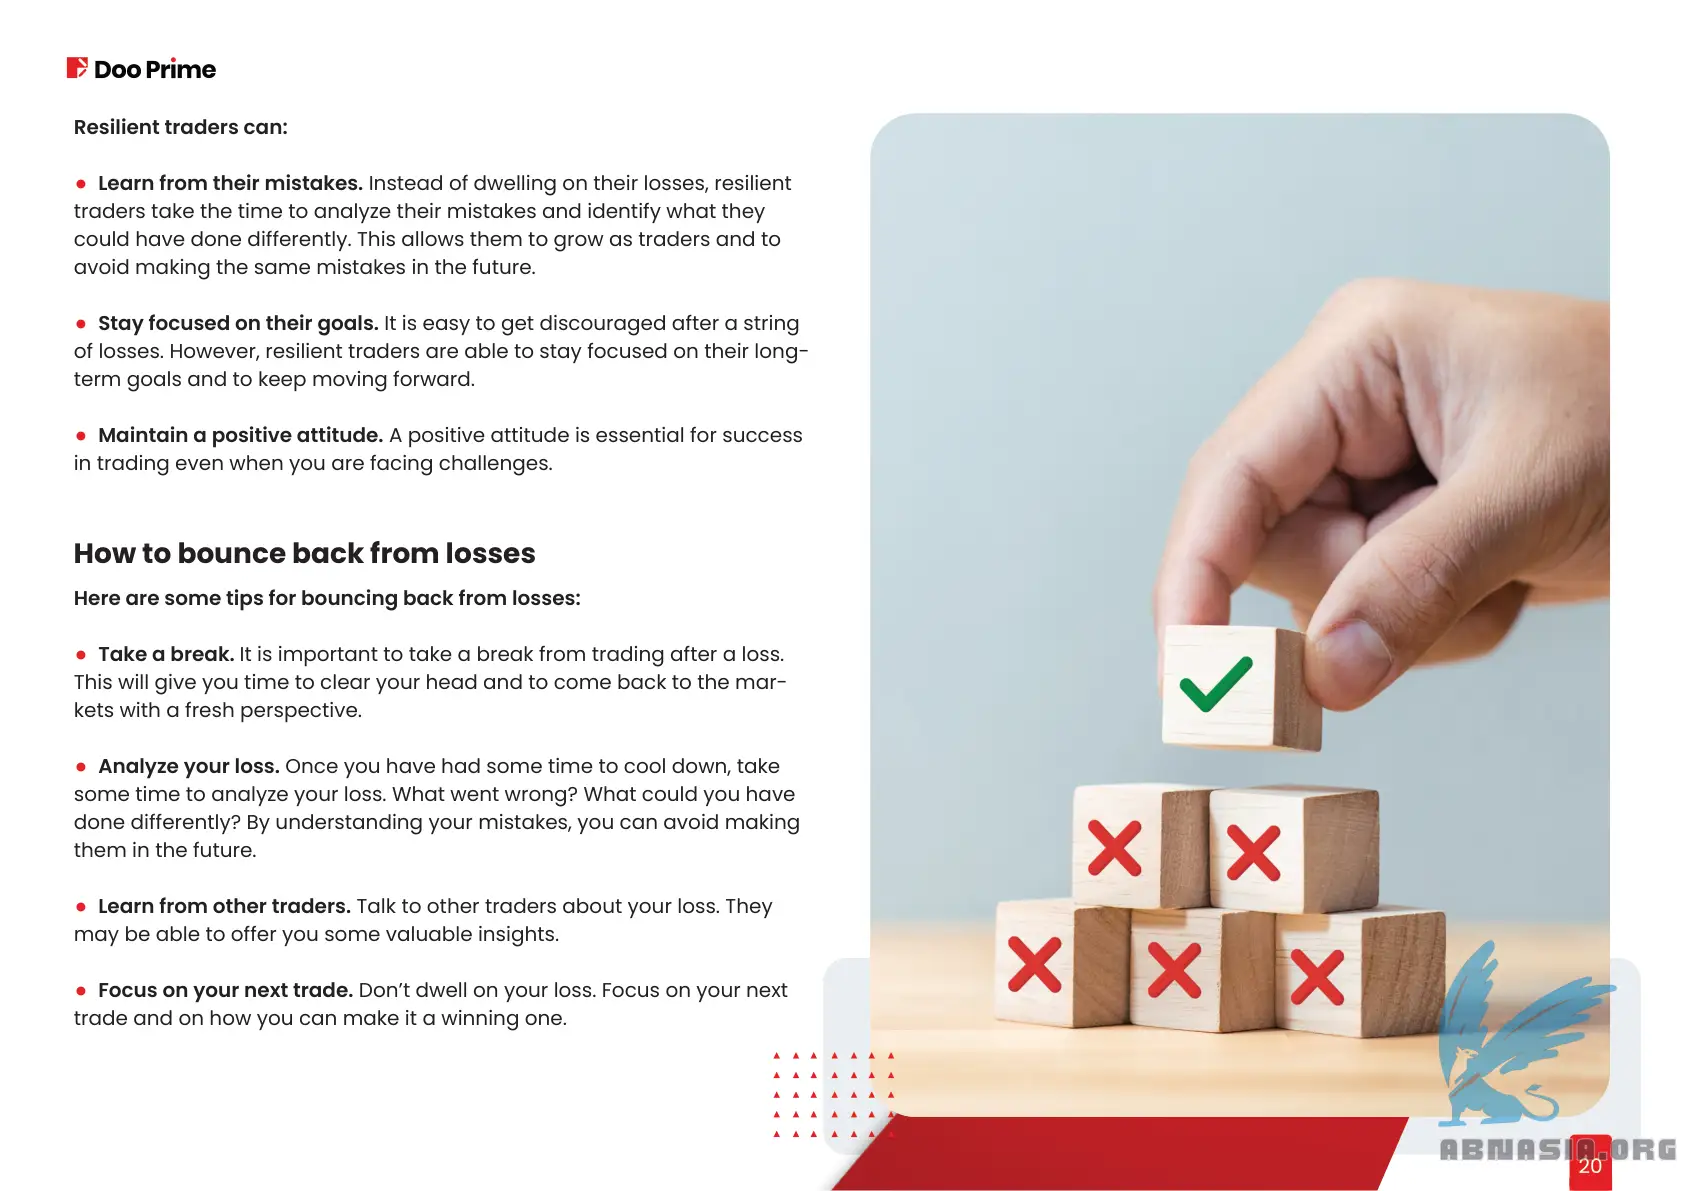 Doo Prime
Resilient traders can:
● Learn from their mistakes. Instead of dwelling on their losses, resilient
traders take the time to analyze their mistakes and identify what they
could have done differently. This allows them to grow as traders and to
avoid making the same mistakes in the future.
● Stay focused on their goals. It is easy to get discouraged after a string
of losses. However, resilient traders are able to stay focused on their long-
term goals and to keep moving forward.
● Maintain a positive attitude. A positive attitude is essential for success
in trading even when you are facing challenges.
How to bounce back from losses
Here are some tips for bouncing back from losses:
● Take a break. It is important to take a break from trading after a loss.
This will give you time to clear your head and to come back to the mar-
kets with a fresh perspective.
● Analyze your loss. Once you have had some time to cool down, take
some time to analyze your loss. What went wrong? What could you have
done differently? By understanding your mistakes, you can avoid making
them in the future.
● Learn from other traders. Talk to other traders about your loss. They
may be able to offer you some valuable insights.
● Focus on your next trade. Don’t dwell on your loss. Focus on your next
trade and on how you can make it a winning one.
ABNASIA.ORG
20